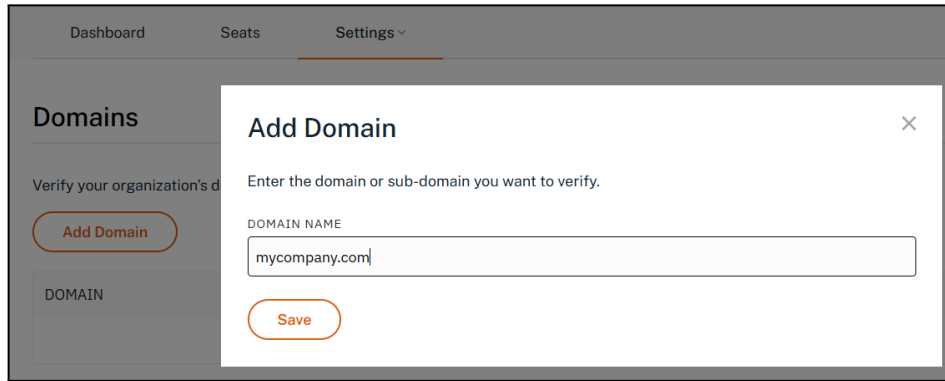 Dashboard Seats Settings
Domains
Verify your organization's d
Add Domain
DOMAIN
Add Domain
Enter the domain or sub-domain you want to verify.
DOMAIN NAME
mycompany.com
Save